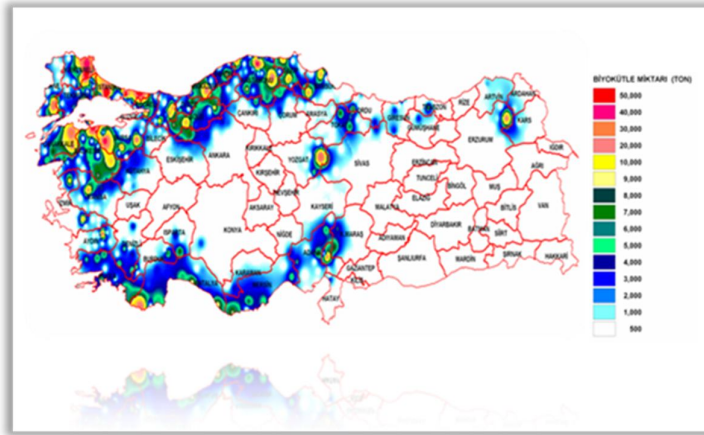 BİYOKÜTLE MİKTARI (TON)
50,000
40,000
30,000
20,000
10,000
9,000
8,000
7,000
6,000
5,000
4,000
3,000
2,000
1,000
500
RİZE
ARTVİN
ARDAHAN
KARS
ÇANKIRI
ÇORUM
AMASYA
ORDU
GİRESUN
TRABZON
GÜMÜŞHANE
ERZURUM
IĞDIR
ESKİŞEHİR
ANKARA
KIRIKKALE
YOZGAT
SİVAS
ERZİNCAN
AĞRI
KÜTAHYA
KIRŞEHİR
TUNCELİ
BİNGÖL
MUŞ
UŞAK
AFYON
NEVŞEHİR
KAYSERİ
MALATYA
ELAZIĞ
BİTLİS
VAN
AKSARAY
DİYARBAKIR
BATMAN
SİİRT
ISPARTA
KONYA
NİĞDE
ADIYAMAN
ŞIRNAK
HAKKARİ
KARAMAN
GAZİANTEP
ŞANLIURFA
MARDİN
HATAY